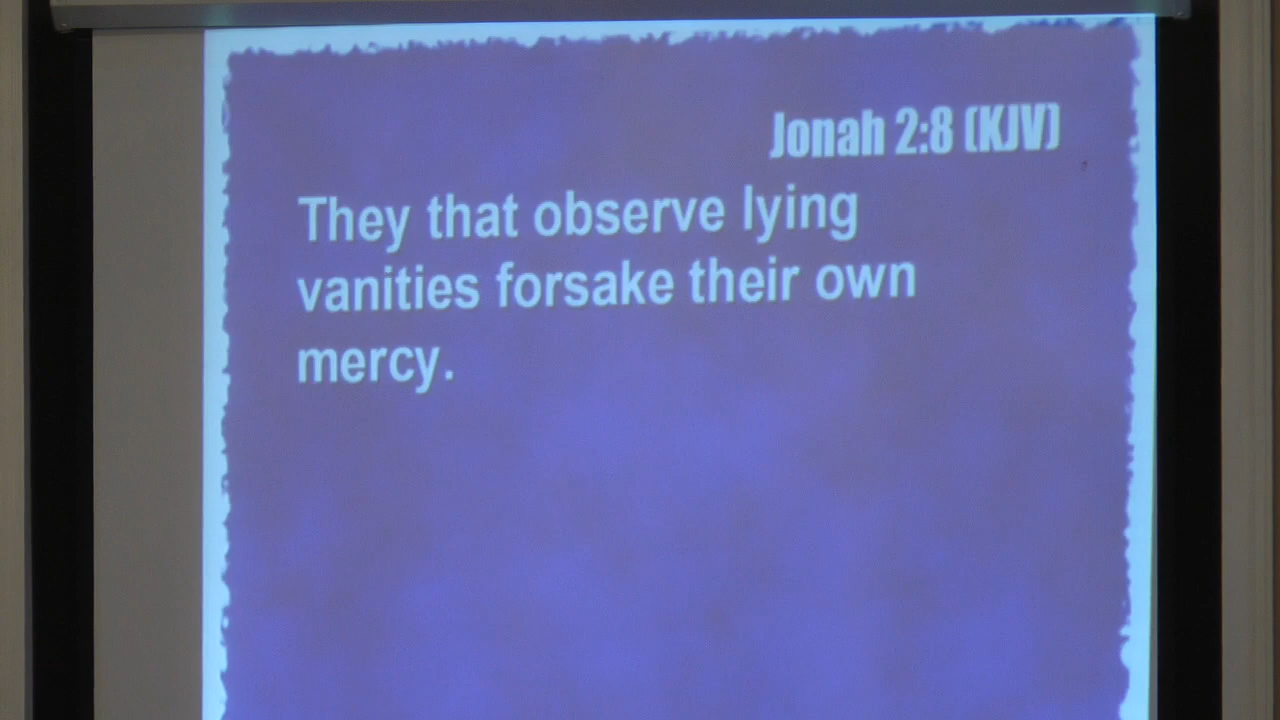 Jonah 2:8 (KJV)
They that observe lying
vanities forsake their own
mercy.